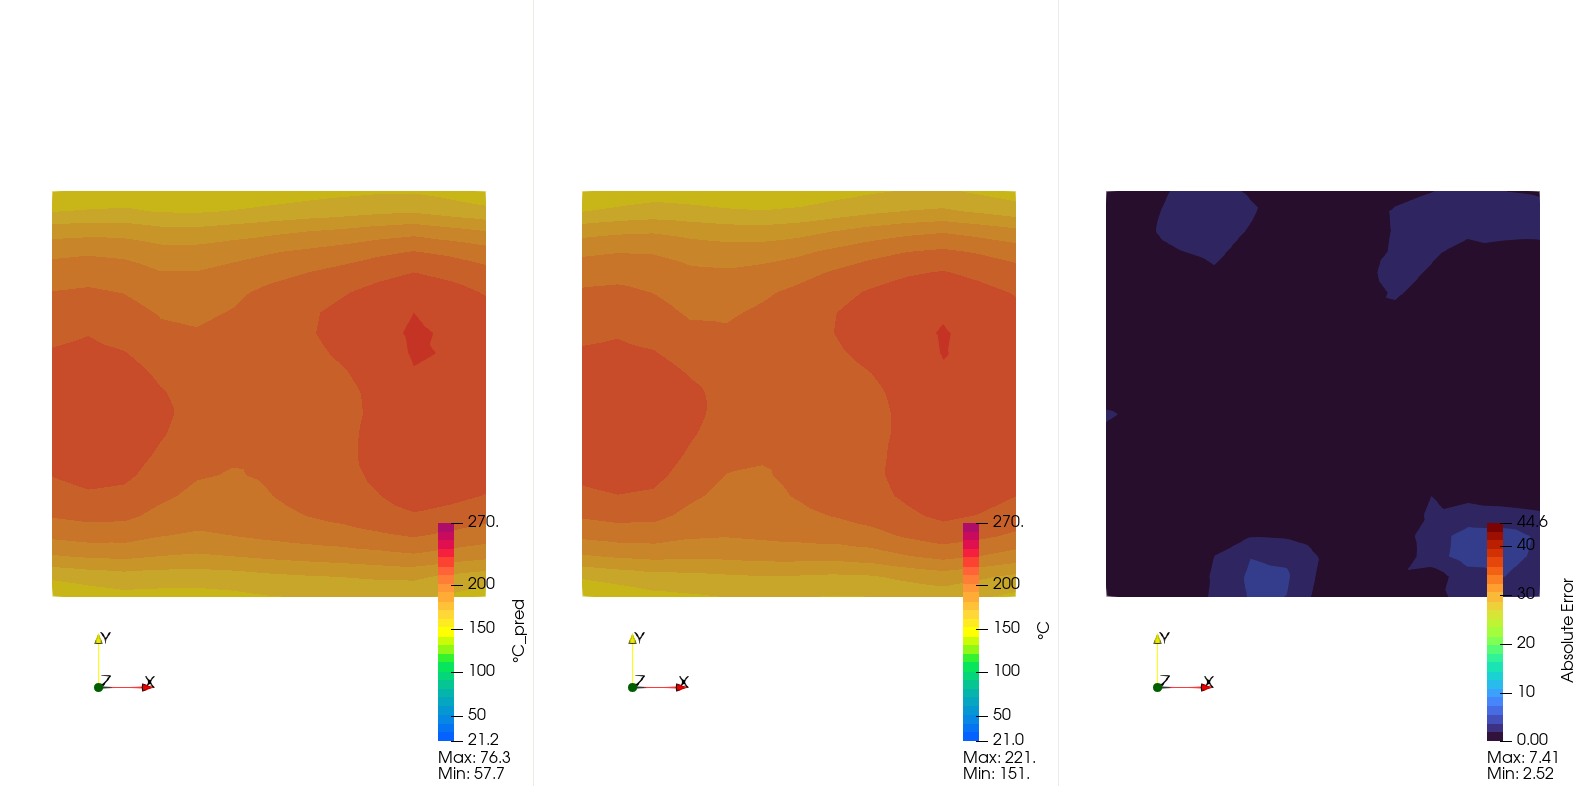 270.
200
150
100
50
21.2
°C_pred
Max: 76.3
Min: 57.7
Y
Z
X
270.
200
150
100
50
21.0
°C
Max: 221.
Min: 151.
Y
Z
X
44.6
40
30
20
10
0.00
Absolute Error
Max: 7.41
Min: 2.52
Y
Z
X